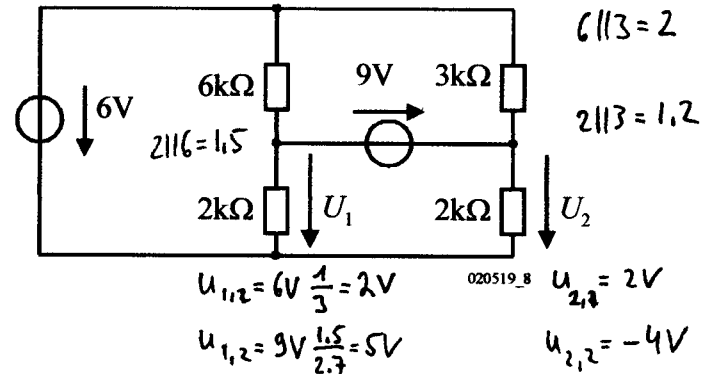 6||3 = 2
9V
6kΩ
3kΩ
6V
2||6 = 1,5
2||3 = 1,2
2kΩ
U₁
2kΩ
U₂
020519_8
u₁,₂ = 6V 1/3 = 2V
u₂,₁ = 2V
u₁,₂ = 9V 1.5/2.7 = 5V
u₂,₂ = -4V